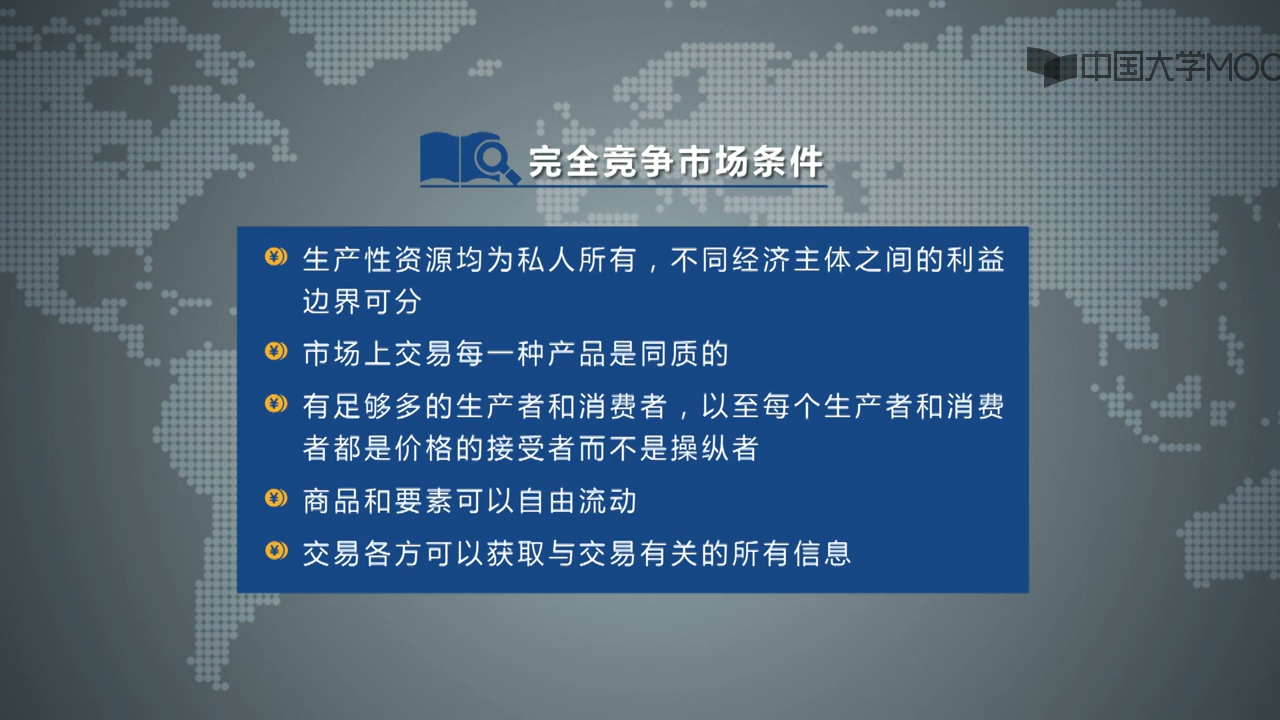 中国大学MOC
完全竞争市场条件
生产性资源均为私人所有，不同经济主体之间的利益
边界可分
市场上交易每一种产品是同质的
有足够多的生产者和消费者，以至每个生产者和消费
者都是价格的接受者而不是操纵者
商品和要素可以自由流动
交易各方可以获取与交易有关的所有信息